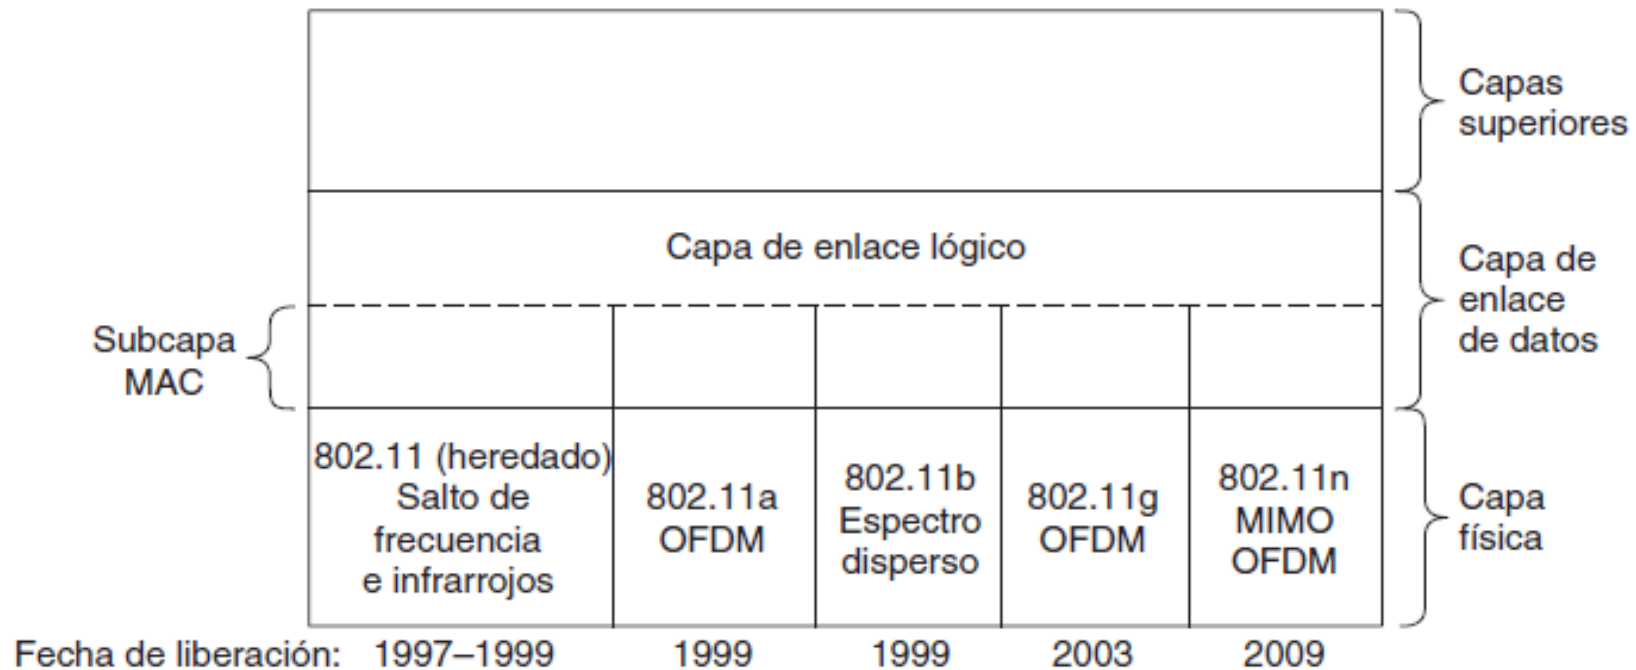 Capas
superiores
Capa de enlace lógico
Capa de
enlace
de datos
Subcapa
MAC
802.11 (heredado)
Salto de
frecuencia
e infrarrojos
802.11a
OFDM
802.11b
Espectro
disperso
802.11g
OFDM
802.11n
MIMO
OFDM
Capa
física
Fecha de liberación: 1997–1999 1999 1999 2003 2009